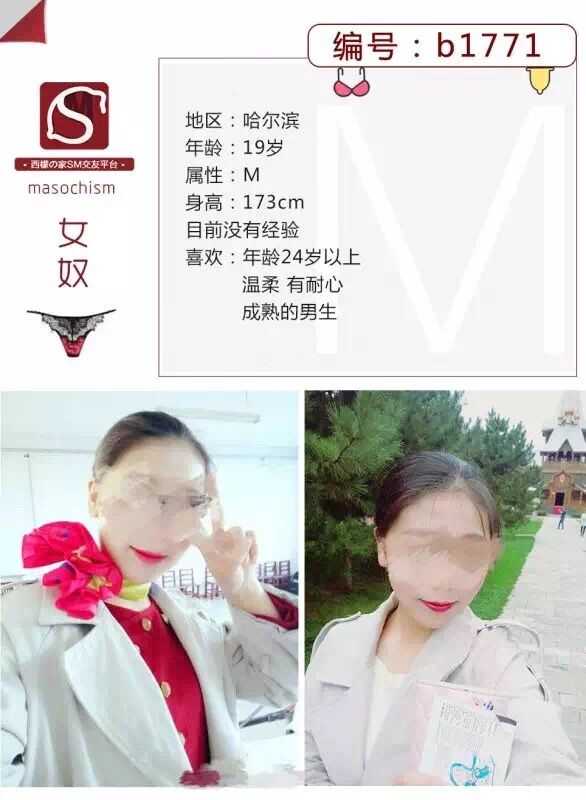 编号：b1771
S
- 西檬の家SM交友平台 -
masochism
女奴
M
地区：哈尔滨
年龄：19岁
属性：M
身高：173cm
目前没有经验
喜欢：年龄24岁以上
温柔 有耐心
成熟的男生